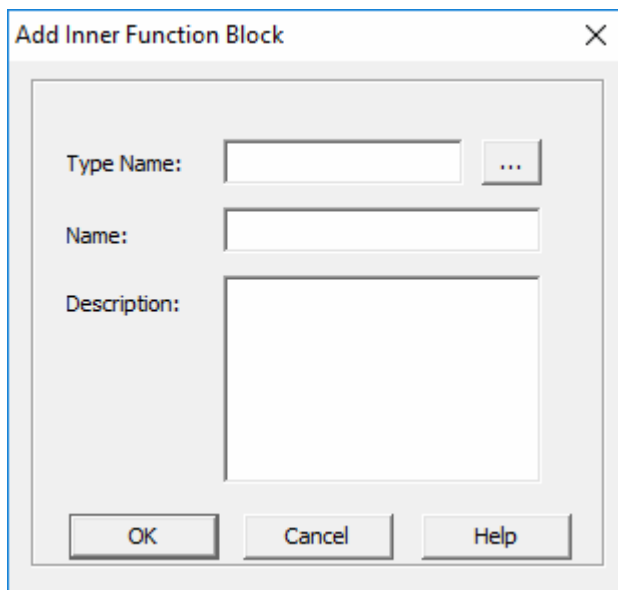 Add Inner Function Block
Type Name:
...
Name:
Description:
OK Cancel Help